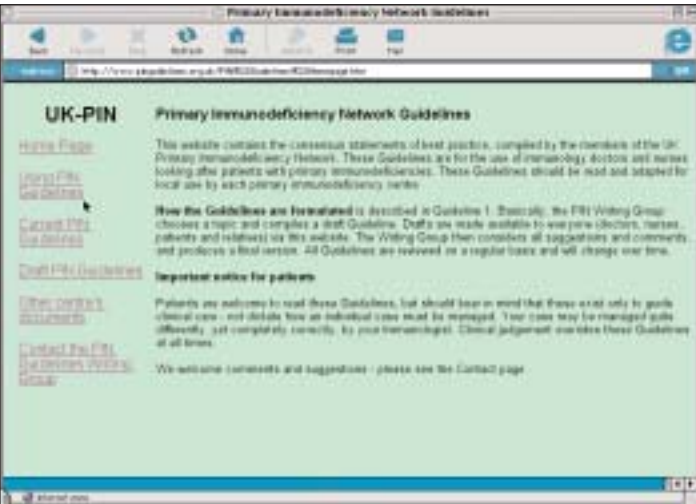 Primary Immunodeficiency Network Guidelines
Back Forward Stop Refresh Home Print Mail
UK-PIN
Home Page
Using PIN
Guidelines
Current PIN
Guidelines
Draft PIN Guidelines
Other centre's
documents
Contact the PIN
Guidelines Writing
Group
Primary Immunodeficiency Network Guidelines
This website contains the consensus statements of best practice, compiled by the members of the UK
Primary Immunodeficiency Network. These Guidelines are for the use of immunology doctors and nurses
looking after patients with primary immunodeficiencies. These Guidelines should be read and adapted for
local use by each primary immunodeficiency centre.
How the Guidelines are formulated is described in Guideline 1. Basically, the PIN Writing Group
chooses a topic and compiles a draft Guideline. Drafts are made available to everyone (doctors, nurses,
patients and relatives) via this website. The Writing Group then considers all suggestions and comments,
and produces a final version. All Guidelines are reviewed on a regular basis and will change over time.
Important notice for patients
Patients are welcome to read these Guidelines, but should bear in mind that these exist only to guide
clinical care - not dictate how an individual case must be managed. Your case may be managed quite
differently, yet completely correctly, by your immunologist. Clinical judgement overrides these Guidelines
at all times.
We welcome comments and suggestions - please see the Contact page
Internet zone